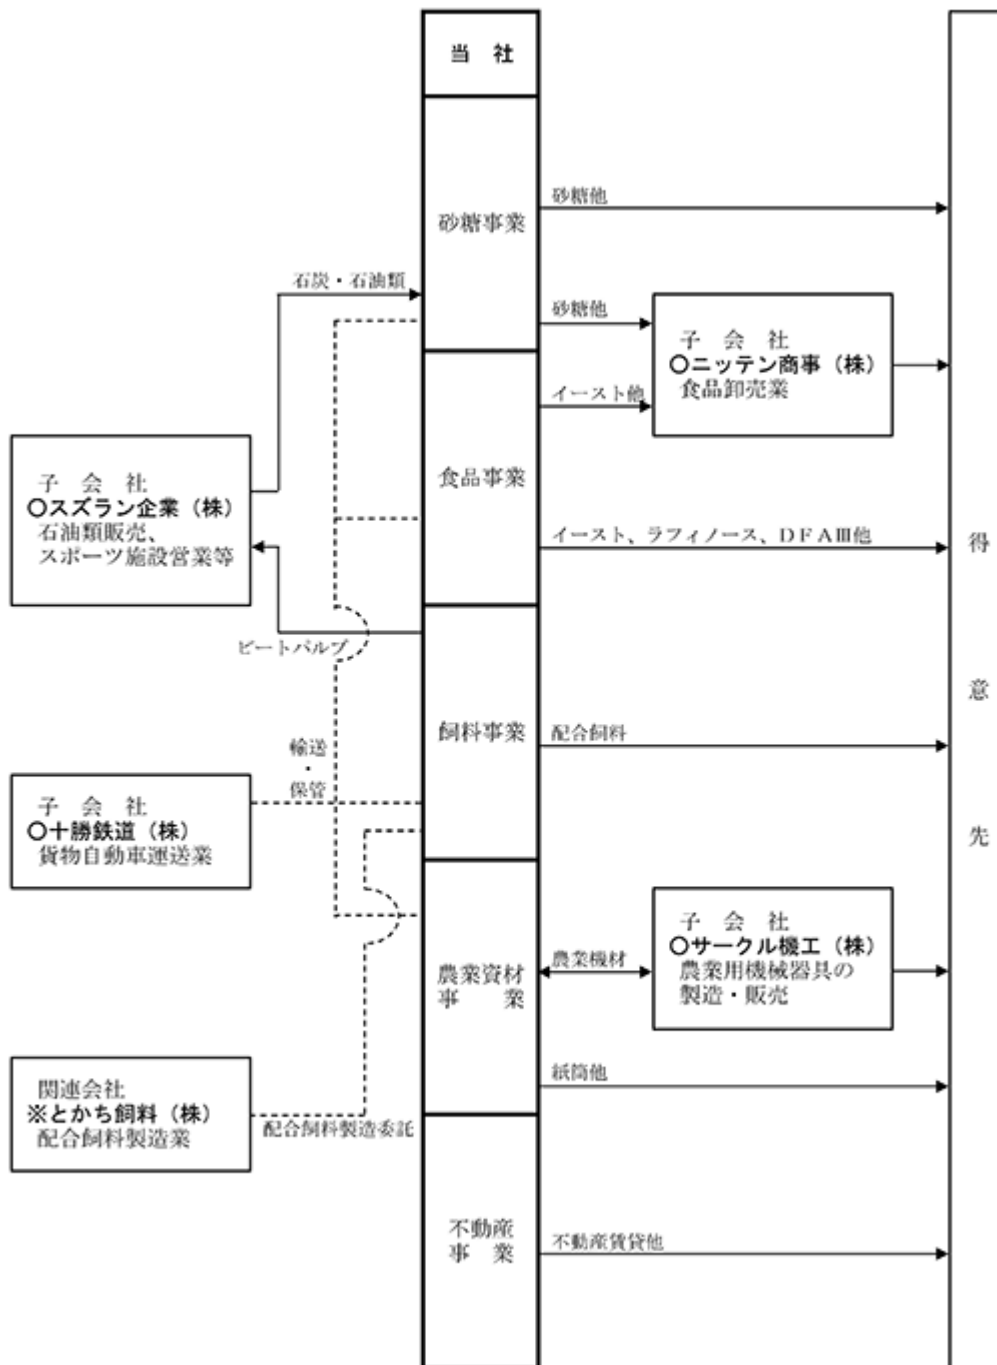 当　社
砂糖事業
砂糖他
石炭・石油類
砂糖他
子　会　社
〇ニッテン商事（株）
食品卸売業
イースト他
食品事業
子　会　社
〇スズラン企業（株）
石油類販売、
スポーツ施設営業等
イースト、ラフィノース、ＤＦＡⅢ他
得意先
ビートパルプ
飼料事業
配合飼料
輸送
・
保管
子　会　社
〇十勝鉄道（株）
貨物自動車運送業
農業資材
事　　業
農業機材
子　会　社
〇サークル機工（株）
農業用機械器具の
製造・販売
紙筒他
関連会社
※とかち飼料（株）
配合飼料製造業
配合飼料製造委託
不動産
事　業
不動産賃貸他